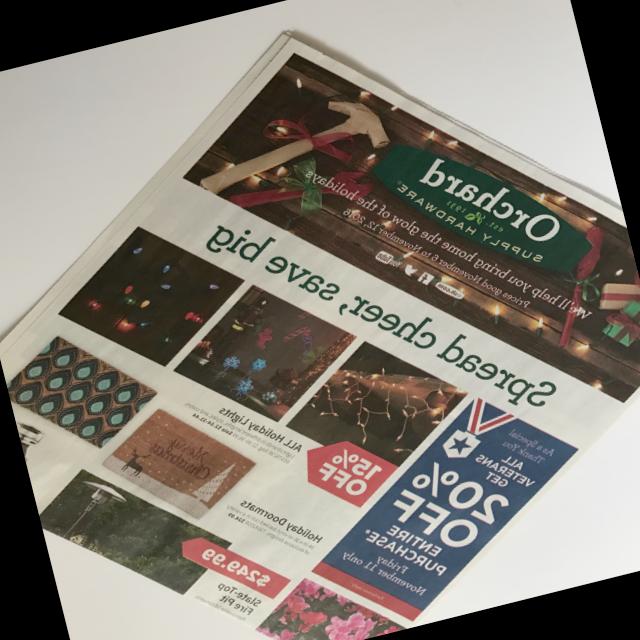 Orchard
SUPPLY HARDWARE
We'll help you bring home the glow of the holidays
Prices good November 6 to November 12, 2016
Spread cheer, save big
As a Special
Thank You
ALL
VETERANS
GET
20%
OFF
ENTIRE
PURCHASE*
Friday
November 11 only
15%
OFF
ALL Holiday Lights
Holiday Doormats
Merry
Christmas
$249.99
Slate-Top
Fire Pit